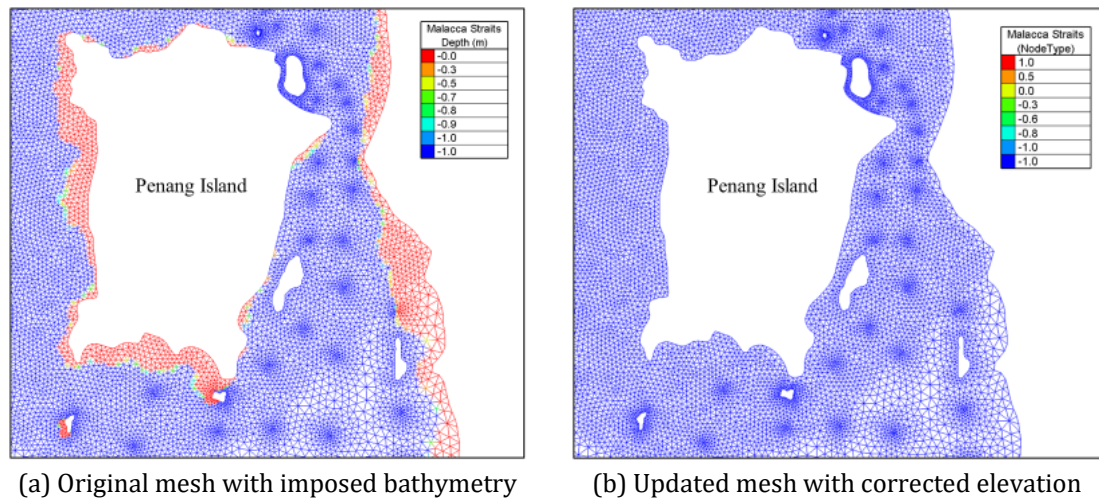 Malacca Straits
Depth (m)
-0.0
-0.3
-0.5
-0.7
-0.8
-0.9
-1.0
-1.0
Penang Island
(a) Original mesh with imposed bathymetry
Malacca Straits
(NodeType)
1.0
0.5
0.0
-0.3
-0.6
-0.8
-1.0
-1.0
Penang Island
(b) Updated mesh with corrected elevation